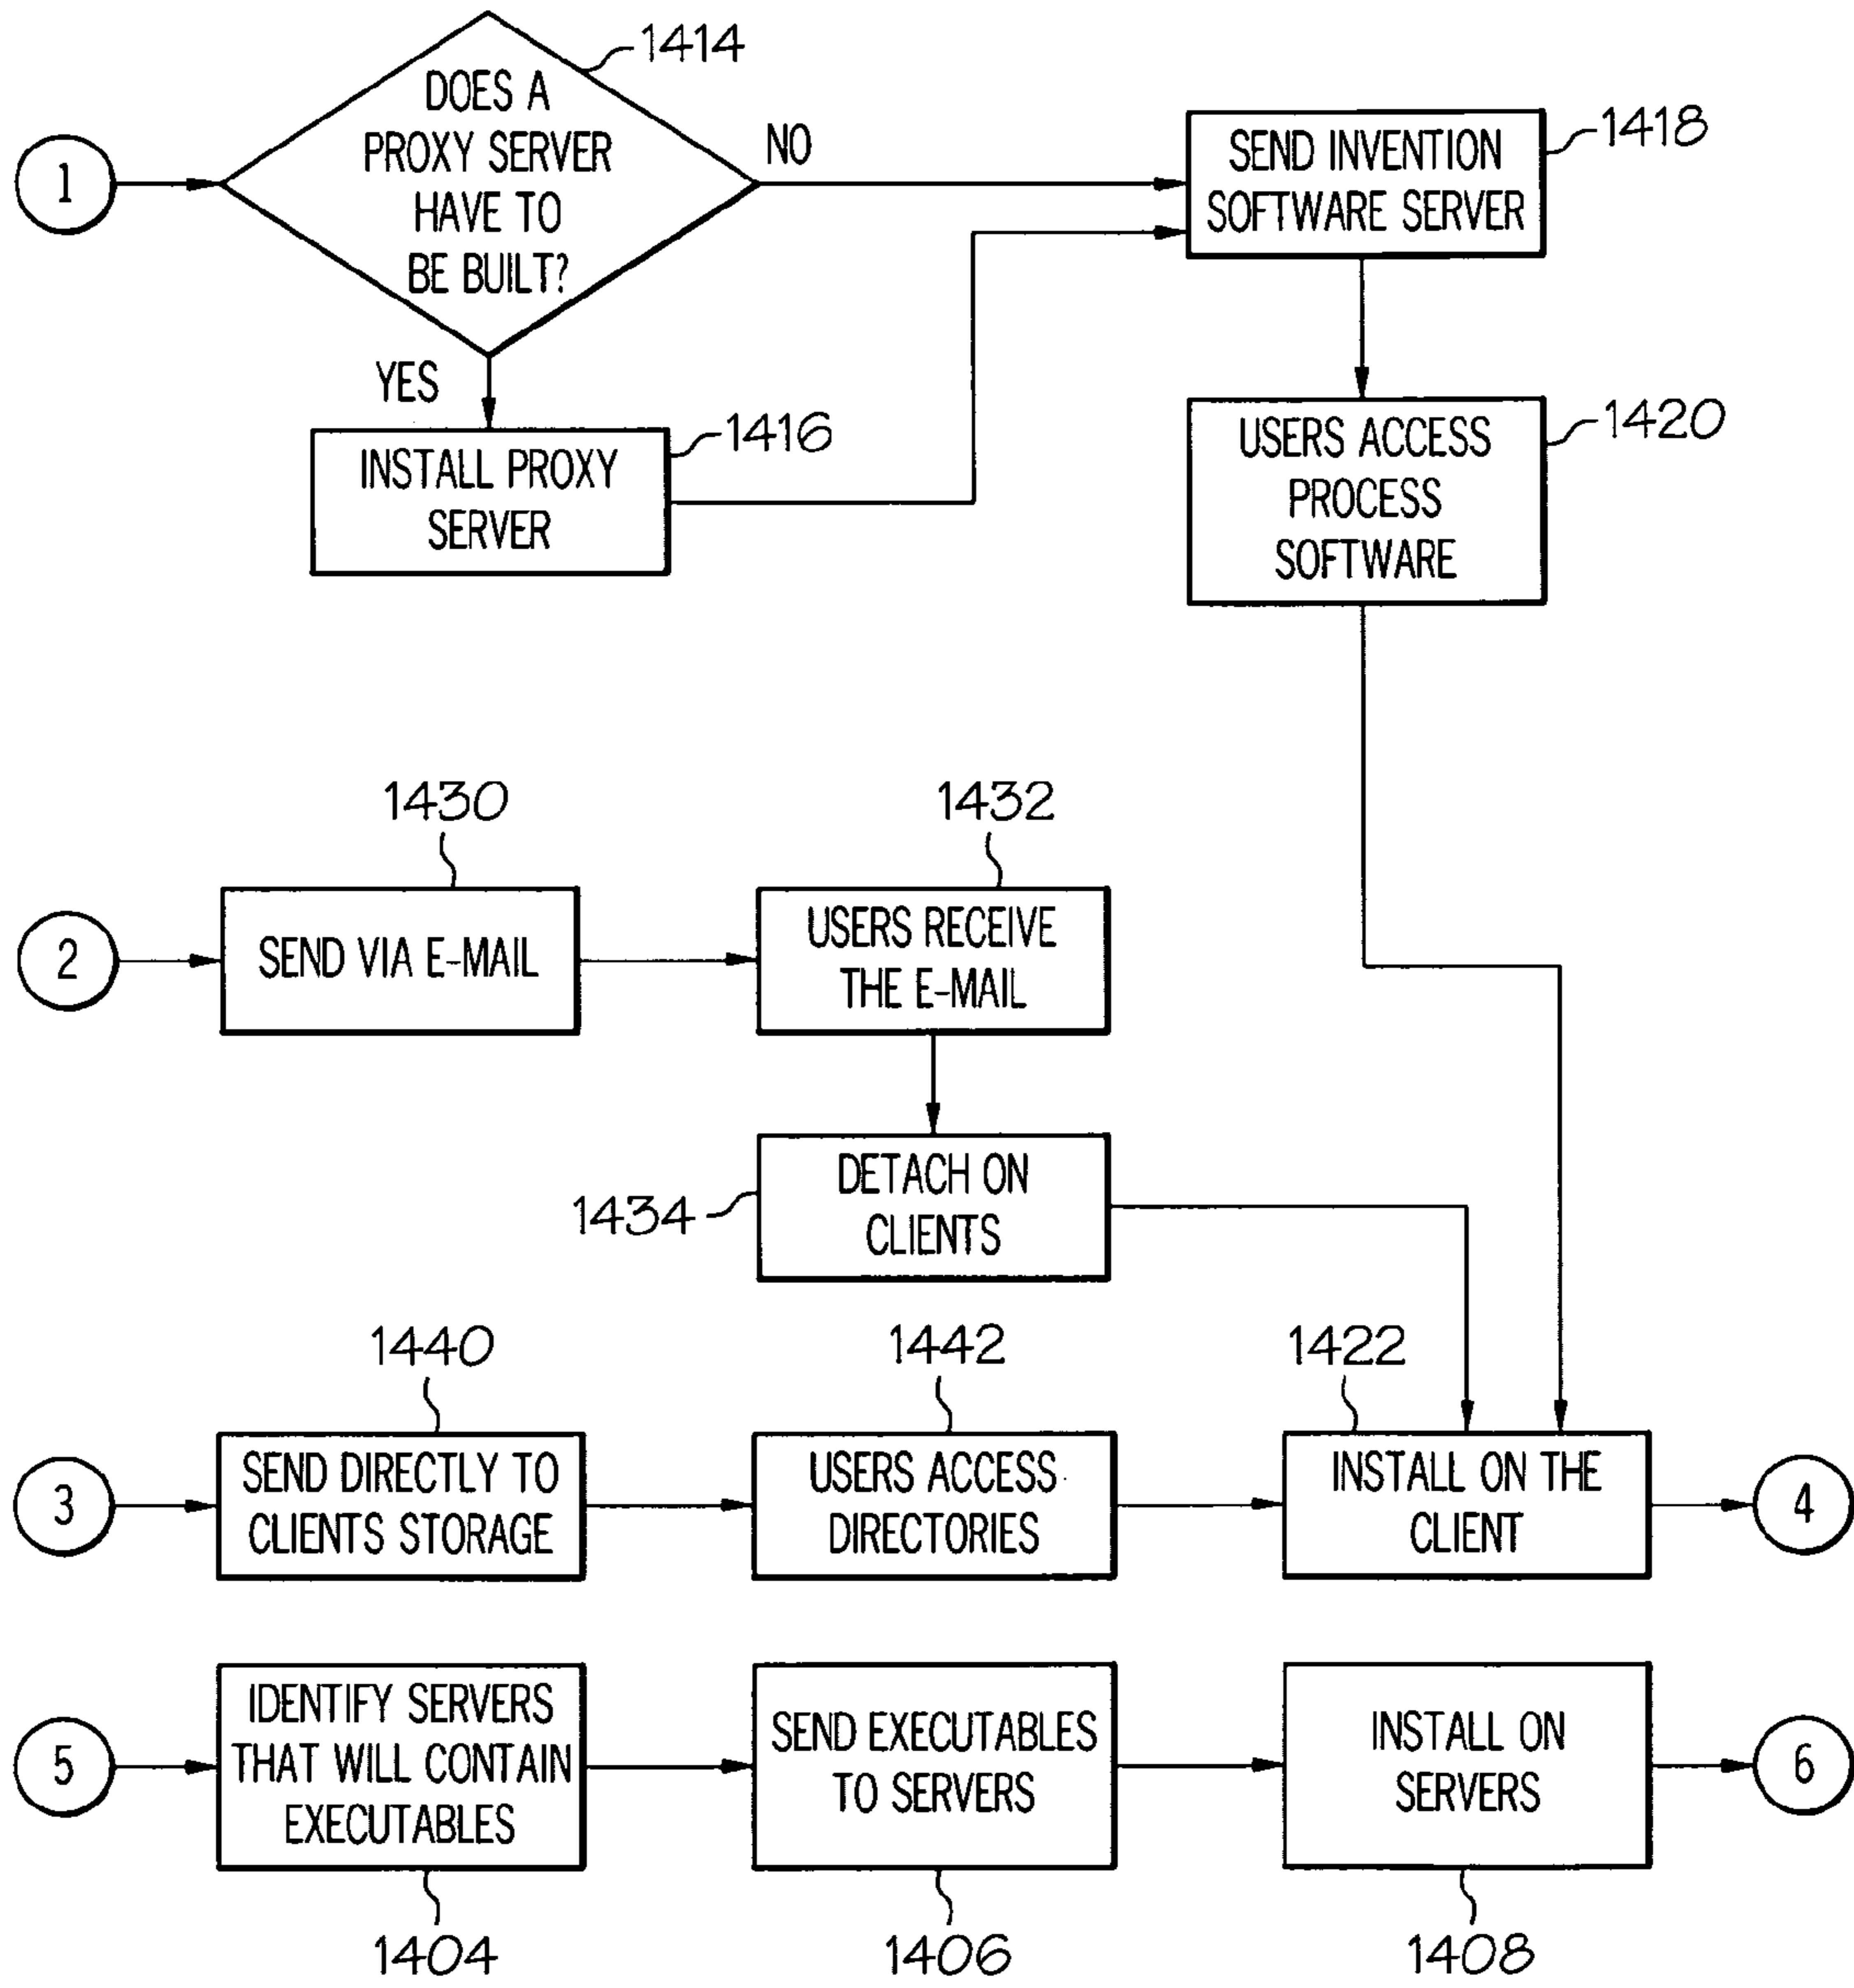 1414
DOES A
PROXY SERVER
HAVE TO
BE BUILT?
1
NO
YES
SEND INVENTION
SOFTWARE SERVER
1418
INSTALL PROXY
SERVER
1416
USERS ACCESS
PROCESS
SOFTWARE
1420
1430
1432
2
SEND VIA E-MAIL
USERS RECEIVE
THE E-MAIL
1434
DETACH ON
CLIENTS
1440
1442
1422
3
SEND DIRECTLY TO
CLIENTS STORAGE
USERS ACCESS
DIRECTORIES
INSTALL ON THE
CLIENT
4
5
IDENTIFY SERVERS
THAT WILL CONTAIN
EXECUTABLES
SEND EXECUTABLES
TO SERVERS
INSTALL ON
SERVERS
6
1404
1406
1408